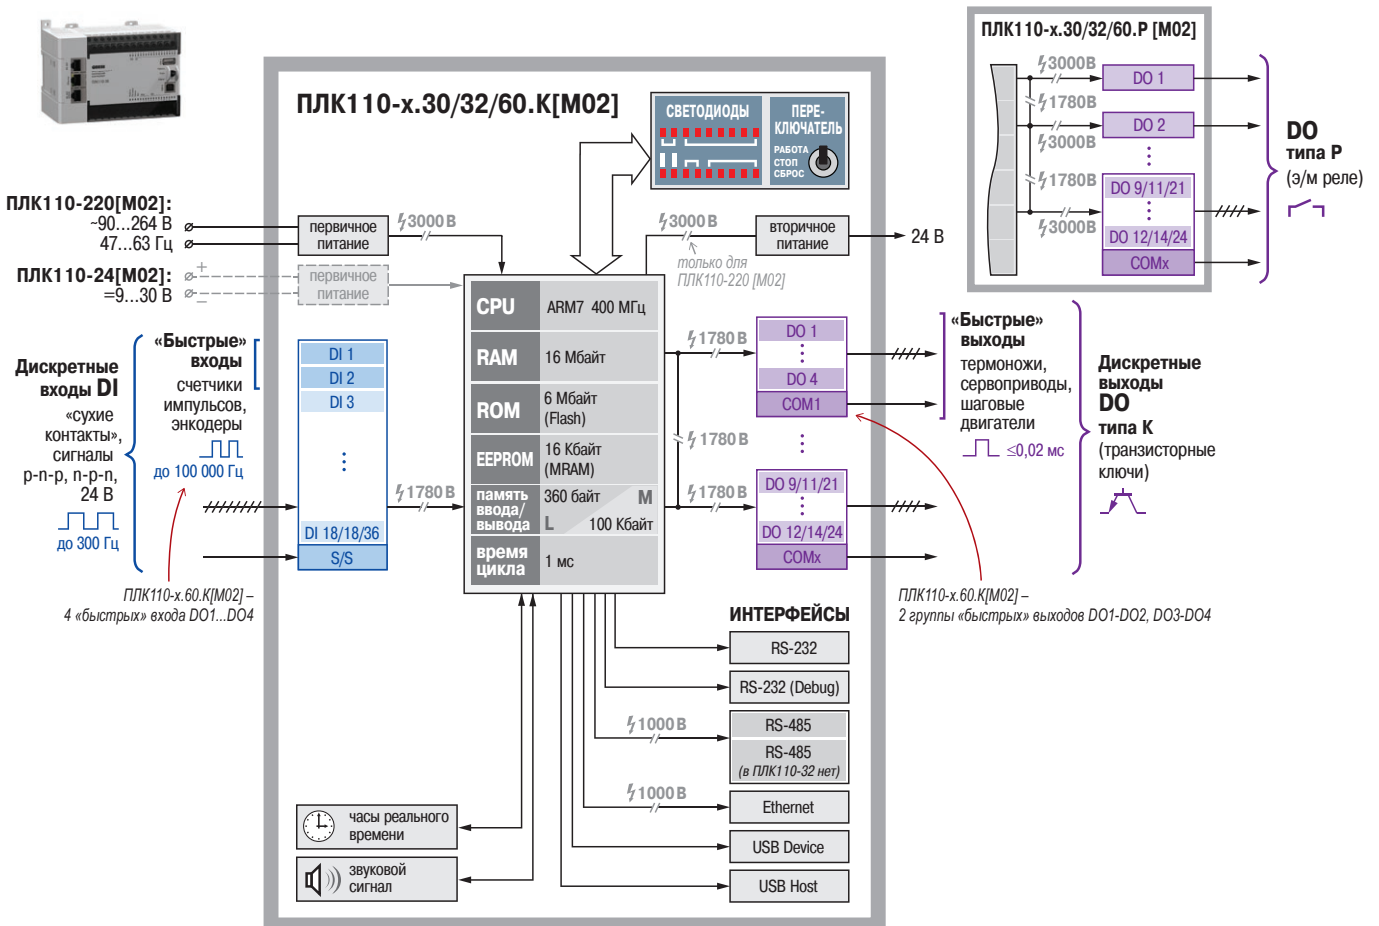 ПЛК110-х.30/32/60.К[М02]
СВЕТОДИОДЫ
ПЕРЕ-
КЛЮЧАТЕЛЬ
РАБОТА
СТОП
СБРОС
ПЛК110-220[М02]:
~90...264 В
47...63 Гц
ПЛК110-24[М02]:
=9...30 В
+
–
первичное
питание
первичное
питание
3000 В
3000 В
только для
ПЛК110-220 [М02]
вторичное
питание
24 В
Дискретные
входы DI
«сухие
контакты»,
сигналы
p-n-p, n-p-n,
24 В
до 300 Гц
«Быстрые»
входы
счетчики
импульсов,
энкодеры
до 100 000 Гц
DI 1
DI 2
DI 3
DI 18/18/36
S/S
1780 В
ПЛК110-х.60.К[М02] –
4 «быстрых» входа DO1...DO4
CPU
ARM7 400 МГц
RAM
16 Мбайт
ROM
6 Мбайт
(Flash)
EEPROM
16 Кбайт
(MRAM)
память
ввода/
вывода
360 байт
M
L
100 Кбайт
время
цикла
1 мс
1780 В
1780 В
1780 В
DO 1
DO 4
COM1
DO 9/11/21
DO 12/14/24
COMx
«Быстрые»
выходы
термоножи,
сервоприводы,
шаговые
двигатели
≤0,02 мс
Дискретные
выходы
DO
типа К
(транзисторные
ключи)
ПЛК110-х.60.К[М02] –
2 группы «быстрых» выходов DO1-DO2, DO3-DO4
ИНТЕРФЕЙСЫ
RS-232
RS-232 (Debug)
1000 В
RS-485
RS-485
(в ПЛК110-32 нет)
1000 В
Ethernet
USB Device
USB Host
часы реального
времени
звуковой
сигнал
ПЛК110-х.30/32/60.Р [М02]
3000В
1780В
3000В
1780В
3000В
DO 1
DO 2
DO 9/11/21
DO 12/14/24
COMx
DO
типа Р
(э/м реле)